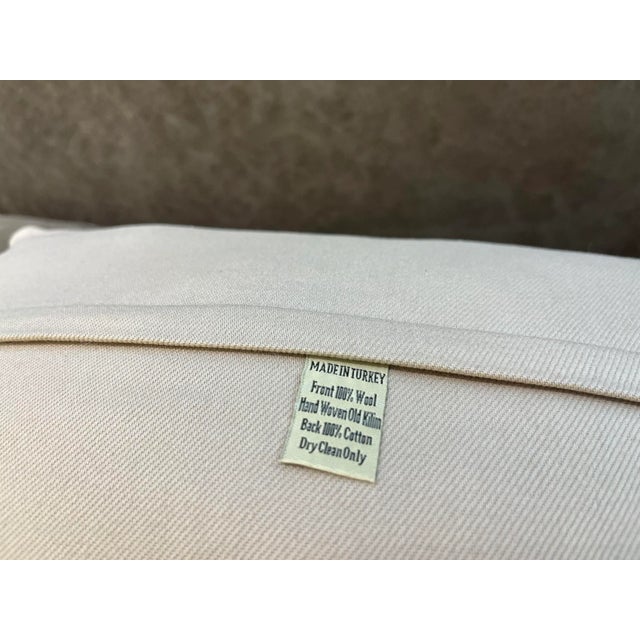 MADE IN TURKEY
Front 100% Wool
Hand Woven Old Kilim
Back 100% Cotton
Dry Clean Only